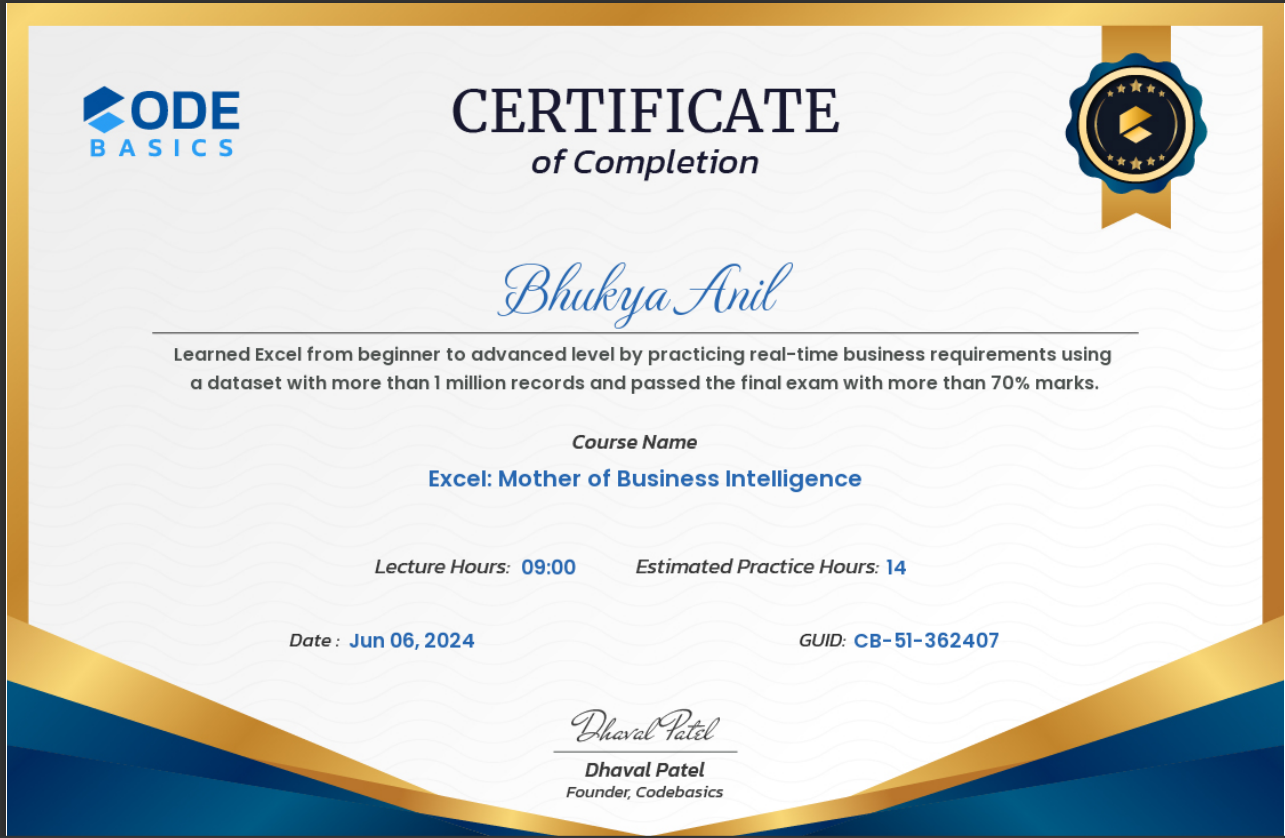 CODE
BASICS
CERTIFICATE
of Completion
Bhukya Anil
Learned Excel from beginner to advanced level by practicing real-time business requirements using
a dataset with more than 1 million records and passed the final exam with more than 70% marks.
Course Name
Excel: Mother of Business Intelligence
Lecture Hours: 09:00 Estimated Practice Hours: 14
Date : Jun 06, 2024 GUID: CB-51-362407
Dhaval Patel
Dhaval Patel
Founder, Codebasics